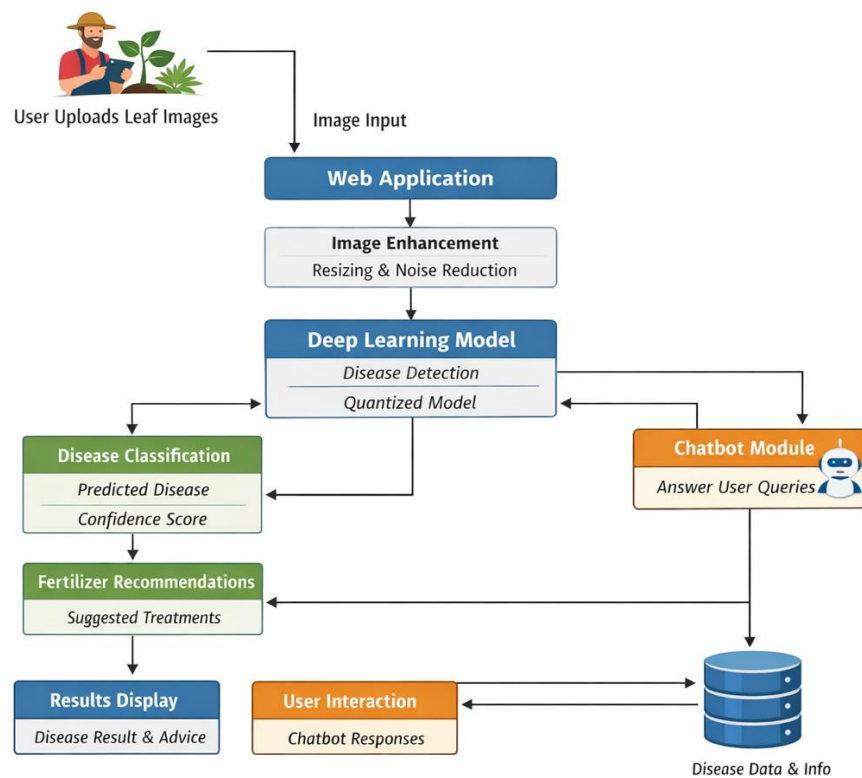 User Uploads Leaf Images
Image Input
Web Application
Image Enhancement
Resizing & Noise Reduction
Deep Learning Model
Disease Detection
Quantized Model
Disease Classification
Predicted Disease
Confidence Score
Chatbot Module
Answer User Queries
Fertilizer Recommendations
Suggested Treatments
Results Display
Disease Result & Advice
User Interaction
Chatbot Responses
Disease Data & Info